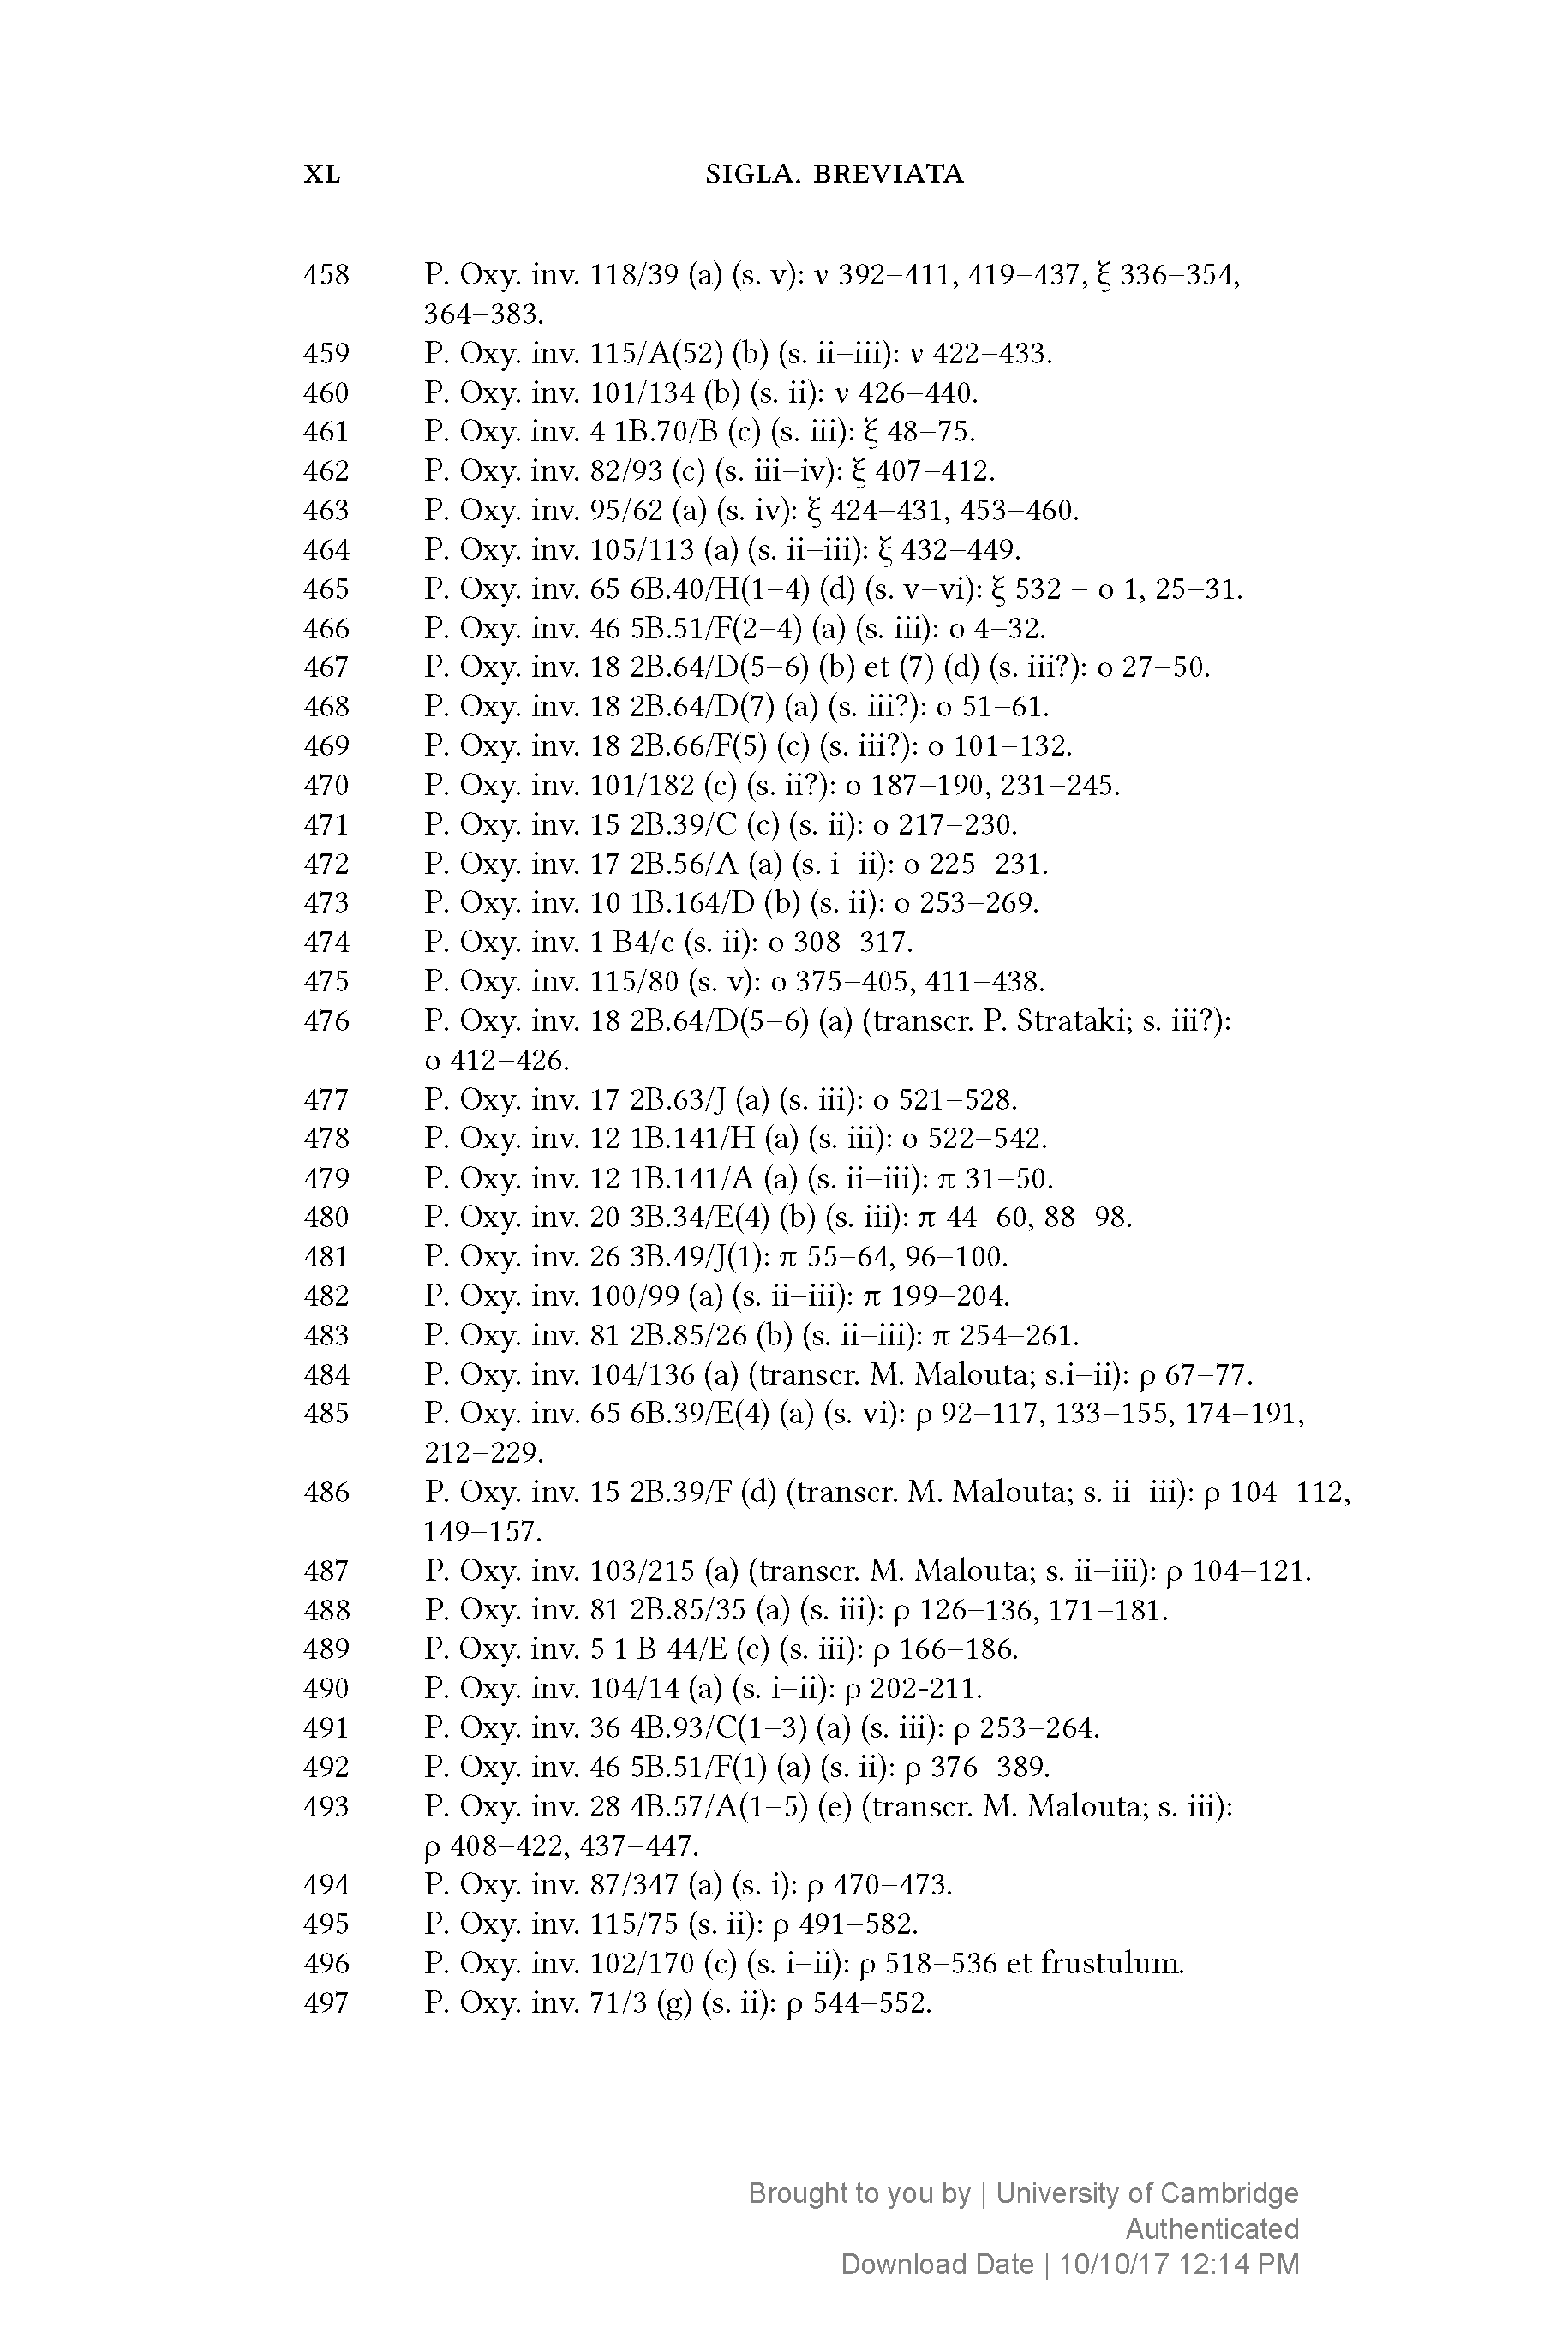 XL SIGLA. BREVIATA
458 P. Oxy. inv. 118/39 (a) (s. v): ν 392–411, 419–437, ξ 336–354,
364–383.
459 P. Oxy. inv. 115/A(52) (b) (s. ii–iii): ν 422–433.
460 P. Oxy. inv. 101/134 (b) (s. ii): ν 426–440.
461 P. Oxy. inv. 4 1B.70/B (c) (s. iii): ξ 48–75.
462 P. Oxy. inv. 82/93 (c) (s. iii–iv): ξ 407–412.
463 P. Oxy. inv. 95/62 (a) (s. iv): ξ 424–431, 453–460.
464 P. Oxy. inv. 105/113 (a) (s. ii–iii): ξ 432–449.
465 P. Oxy. inv. 65 6B.40/H(1–4) (d) (s. v–vi): ξ 532 – ο 1, 25–31.
466 P. Oxy. inv. 46 5B.51/F(2–4) (a) (s. iii): ο 4–32.
467 P. Oxy. inv. 18 2B.64/D(5–6) (b) et (7) (d) (s. iii?): ο 27–50.
468 P. Oxy. inv. 18 2B.64/D(7) (a) (s. iii?): ο 51–61.
469 P. Oxy. inv. 18 2B.66/F(5) (c) (s. iii?): ο 101–132.
470 P. Oxy. inv. 101/182 (c) (s. ii?): ο 187–190, 231–245.
471 P. Oxy. inv. 15 2B.39/C (c) (s. ii): ο 217–230.
472 P. Oxy. inv. 17 2B.56/A (a) (s. i–ii): ο 225–231.
473 P. Oxy. inv. 10 1B.164/D (b) (s. ii): ο 253–269.
474 P. Oxy. inv. 1 B4/c (s. ii): ο 308–317.
475 P. Oxy. inv. 115/80 (s. v): ο 375–405, 411–438.
476 P. Oxy. inv. 18 2B.64/D(5–6) (a) (transcr. P. Strataki; s. iii?):
ο 412–426.
477 P. Oxy. inv. 17 2B.63/J (a) (s. iii): ο 521–528.
478 P. Oxy. inv. 12 1B.141/H (a) (s. iii): ο 522–542.
479 P. Oxy. inv. 12 1B.141/A (a) (s. ii–iii): π 31–50.
480 P. Oxy. inv. 20 3B.34/E(4) (b) (s. iii): π 44–60, 88–98.
481 P. Oxy. inv. 26 3B.49/J(1): π 55–64, 96–100.
482 P. Oxy. inv. 100/99 (a) (s. ii–iii): π 199–204.
483 P. Oxy. inv. 81 2B.85/26 (b) (s. ii–iii): π 254–261.
484 P. Oxy. inv. 104/136 (a) (transcr. M. Malouta; s.i–ii): ρ 67–77.
485 P. Oxy. inv. 65 6B.39/E(4) (a) (s. vi): ρ 92–117, 133–155, 174–191,
212–229.
486 P. Oxy. inv. 15 2B.39/F (d) (transcr. M. Malouta; s. ii–iii): ρ 104–112,
149–157.
487 P. Oxy. inv. 103/215 (a) (transcr. M. Malouta; s. ii–iii): ρ 104–121.
488 P. Oxy. inv. 81 2B.85/35 (a) (s. iii): ρ 126–136, 171–181.
489 P. Oxy. inv. 5 1 B 44/E (c) (s. iii): ρ 166–186.
490 P. Oxy. inv. 104/14 (a) (s. i–ii): ρ 202-211.
491 P. Oxy. inv. 36 4B.93/C(1–3) (a) (s. iii): ρ 253–264.
492 P. Oxy. inv. 46 5B.51/F(1) (a) (s. ii): ρ 376–389.
493 P. Oxy. inv. 28 4B.57/A(1–5) (e) (transcr. M. Malouta; s. iii):
ρ 408–422, 437–447.
494 P. Oxy. inv. 87/347 (a) (s. i): ρ 470–473.
495 P. Oxy. inv. 115/75 (s. ii): ρ 491–582.
496 P. Oxy. inv. 102/170 (c) (s. i–ii): ρ 518–536 et frustulum.
497 P. Oxy. inv. 71/3 (g) (s. ii): ρ 544–552.
Brought to you by | University of Cambridge
Authenticated
Download Date | 10/10/17 12:14 PM